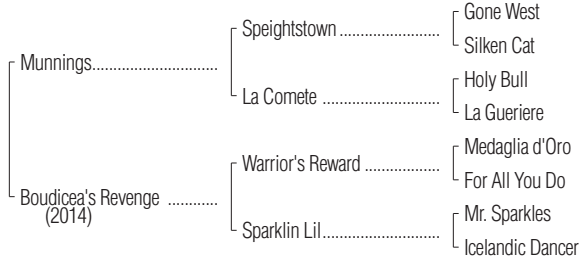 Gone West
Speightstown
Silken Cat
Munnings
Holy Bull
La Comete
La Gueriere
Medaglia d'Oro
Warrior's Reward
For All You Do
Boudicea's Revenge
(2014)
Mr. Sparkles
Sparklin Lil
Icelandic Dancer